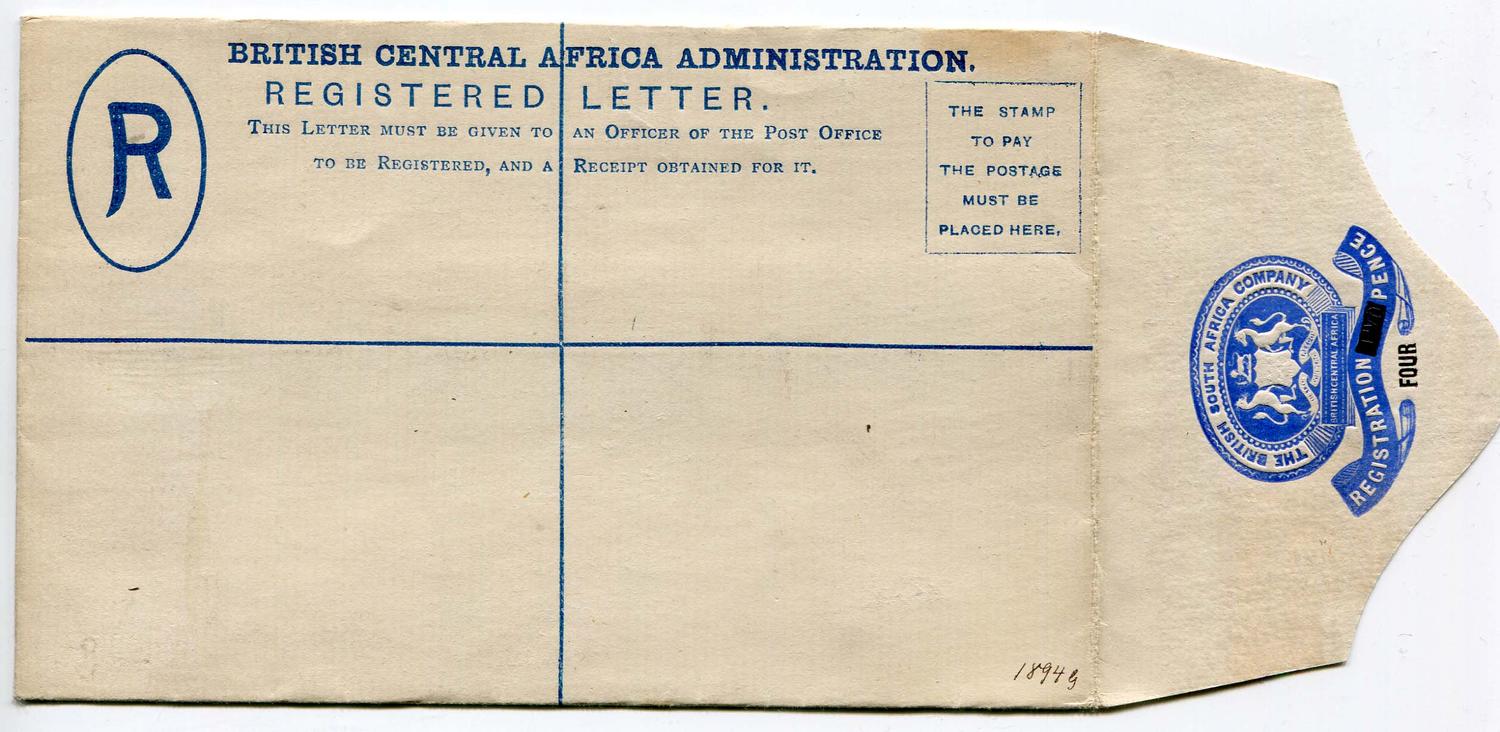 BRITISH CENTRAL AFRICA ADMINISTRATION.
REGISTERED LETTER.
THIS LETTER MUST BE GIVEN TO AN OFFICER OF THE POST OFFICE
TO BE REGISTERED, AND A RECEIPT OBTAINED FOR IT.
R
THE STAMP
TO PAY
THE POSTAGE
MUST BE
PLACED HERE,
THE BRITISH SOUTH AFRICA COMPANY
BRITISH CENTRAL AFRICA
REGISTRATION PENCE
FOUR
1894